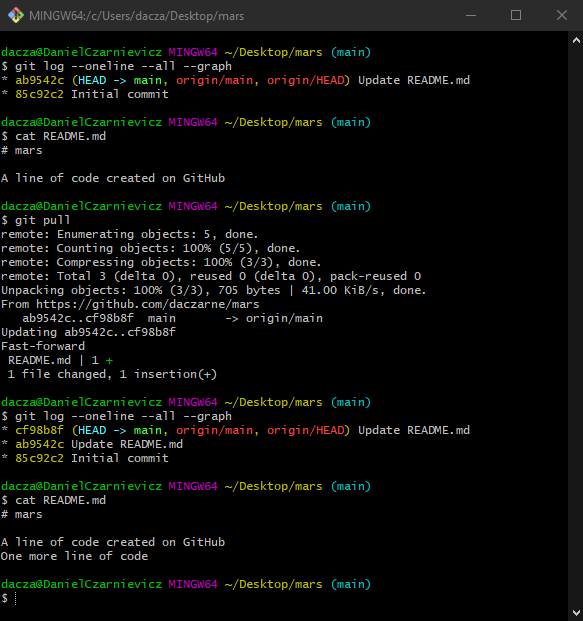 MINGW64:/c/Users/dacza/Desktop/mars
dacza@DanielCzarnievicz MINGW64 ~/Desktop/mars (main)
$ git log --oneline --all --graph
* ab9542c (HEAD -> main, origin/main, origin/HEAD) Update README.md
* 85c92c2 Initial commit
dacza@DanielCzarnievicz MINGW64 ~/Desktop/mars (main)
$ cat README.md
# mars
A line of code created on GitHub
dacza@DanielCzarnievicz MINGW64 ~/Desktop/mars (main)
$ git pull
remote: Enumerating objects: 5, done.
remote: Counting objects: 100% (5/5), done.
remote: Compressing objects: 100% (3/3), done.
remote: Total 3 (delta 0), reused 0 (delta 0), pack-reused 0
Unpacking objects: 100% (3/3), 705 bytes | 41.00 KiB/s, done.
From https://github.com/daczarne/mars
   ab9542c..cf98b8f  main       -> origin/main
Updating ab9542c..cf98b8f
Fast-forward
 README.md | 1 +
 1 file changed, 1 insertion(+)
dacza@DanielCzarnievicz MINGW64 ~/Desktop/mars (main)
$ git log --oneline --all --graph
* cf98b8f (HEAD -> main, origin/main, origin/HEAD) Update README.md
* ab9542c Update README.md
* 85c92c2 Initial commit
dacza@DanielCzarnievicz MINGW64 ~/Desktop/mars (main)
$ cat README.md
# mars
A line of code created on GitHub
One more line of code
dacza@DanielCzarnievicz MINGW64 ~/Desktop/mars (main)
$